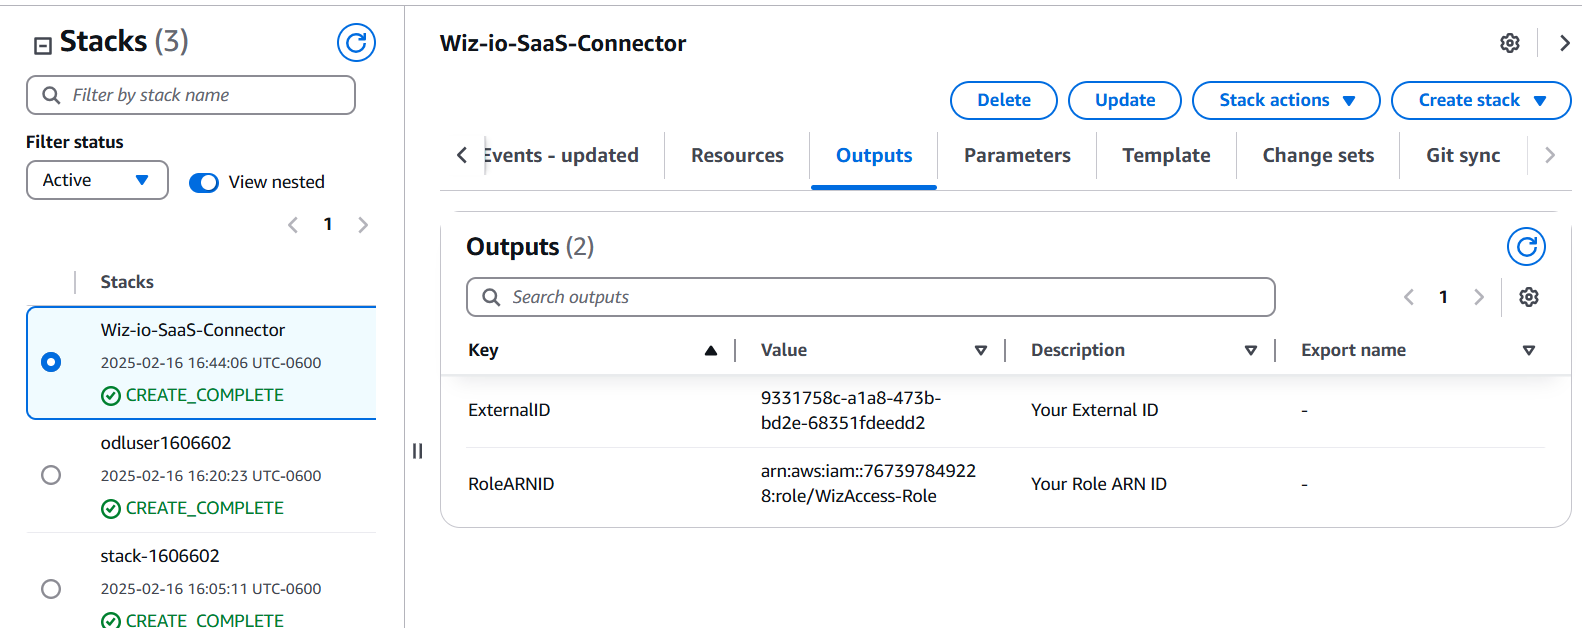 Stacks (3)
Filter by stack name
Filter status
Active
View nested
1
Stacks
Wiz-io-SaaS-Connector
2025-02-16 16:44:06 UTC-0600
CREATE_COMPLETE
odluser1606602
2025-02-16 16:20:23 UTC-0600
CREATE_COMPLETE
stack-1606602
2025-02-16 16:05:11 UTC-0600
CREATE_COMPLETE
Wiz-io-SaaS-Connector
Delete Update Stack actions Create stack
Events - updated Resources Outputs Parameters Template Change sets Git sync
Outputs (2)
Search outputs
1
Key Value Description Export name
ExternalID 9331758c-a1a8-473b- Your External ID -
bd2e-68351fdeedd2
RoleARNID arn:aws:iam::76739784922 Your Role ARN ID -
8:role/WizAccess-Role